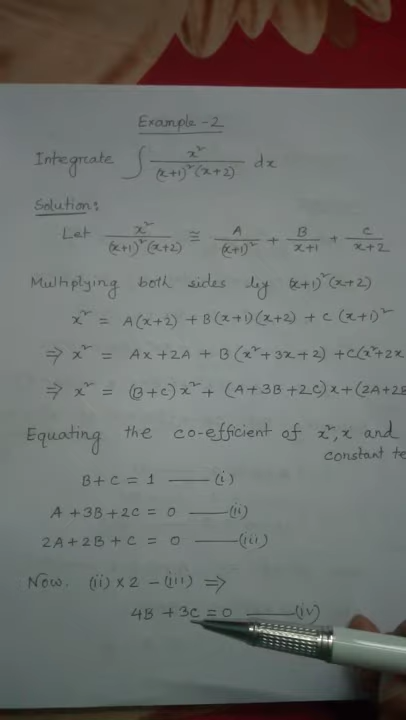 Example-2
Integrate ∫ x²/((x+1)²(x+2)) dx
Solution:
Let x²/((x+1)²(x+2)) ≅ A/(x+1)² + B/(x+1) + C/(x+2)
Multiplying both sides by (x+1)²(x+2)
x² = A(x+2) + B(x+1)(x+2) + C(x+1)²
⇒ x² = Ax+2A + B(x²+3x+2) + C(x²+2x
⇒ x² = (B+C)x² + (A+3B+2C)x + (2A+2B
Equating the co-efficient of x², x and
constant te
B+C = 1 —— (i)
A+3B+2C = 0 —— (ii)
2A+2B+C = 0 —— (iii)
Now. (ii) × 2 - (iii) ⇒
4B + 3C = 0 —— (iv)